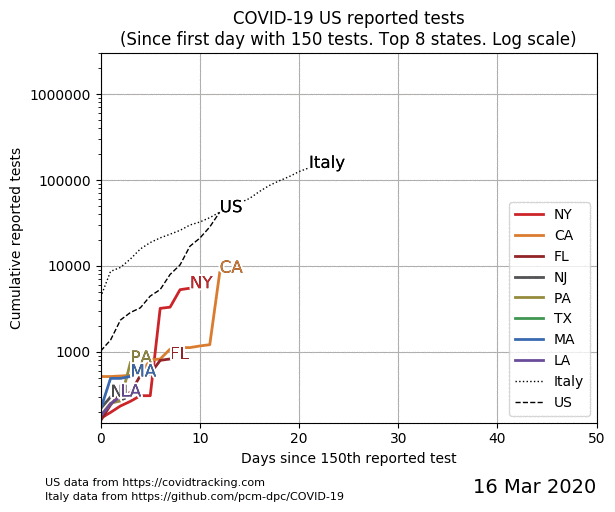 COVID-19 US reported tests
(Since first day with 150 tests. Top 8 states. Log scale)
Cumulative reported tests
1000000
100000
10000
1000
Italy
US
CA
NY
FL
PA
MA
LA
0 10 20 30 40 50
Days since 150th reported test
NY
CA
FL
NJ
PA
TX
MA
LA
Italy
US
US data from https://covidtracking.com
Italy data from https://github.com/pcm-dpc/COVID-19
16 Mar 2020